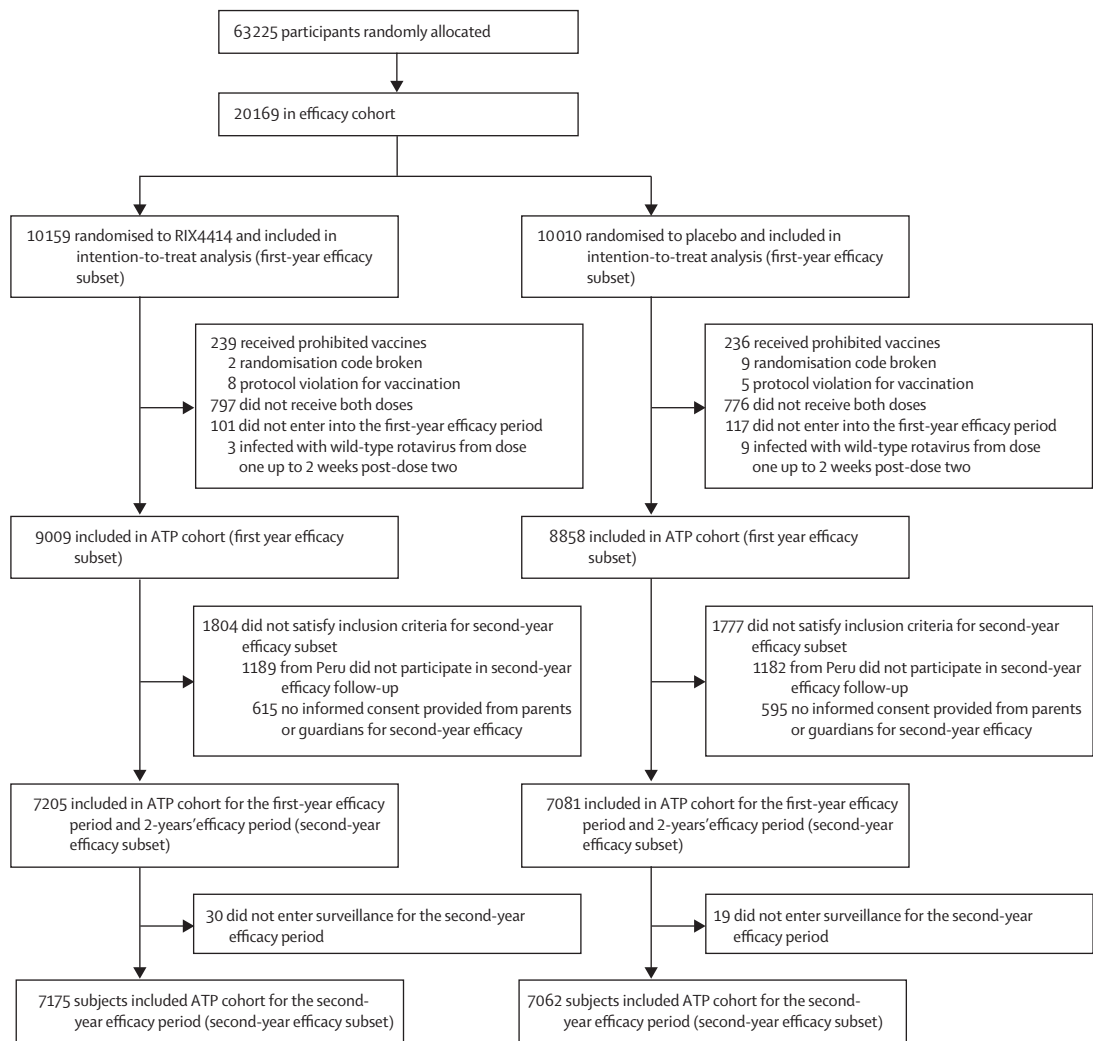 63225 participants randomly allocated
20169 in efficacy cohort
10159 randomised to RIX4414 and included in
intention-to-treat analysis (first-year efficacy
subset)
10010 randomised to placebo and included in
intention-to-treat analysis (first-year efficacy
subset)
239 received prohibited vaccines
2 randomisation code broken
8 protocol violation for vaccination
797 did not receive both doses
101 did not enter into the first-year efficacy period
3 infected with wild-type rotavirus from dose
one up to 2 weeks post-dose two
236 received prohibited vaccines
9 randomisation code broken
5 protocol violation for vaccination
776 did not receive both doses
117 did not enter into the first-year efficacy period
9 infected with wild-type rotavirus from dose
one up to 2 weeks post-dose two
9009 included in ATP cohort (first year efficacy
subset)
8858 included in ATP cohort (first year efficacy
subset)
1804 did not satisfy inclusion criteria for second-year
efficacy subset
1189 from Peru did not participate in second-year
efficacy follow-up
615 no informed consent provided from parents
or guardians for second-year efficacy
1777 did not satisfy inclusion criteria for second-year
efficacy subset
1182 from Peru did not participate in second-year
efficacy follow-up
595 no informed consent provided from parents
or guardians for second-year efficacy
7205 included in ATP cohort for the first-year efficacy
period and 2-years’efficacy period (second-year
efficacy subset)
7081 included in ATP cohort for the first-year efficacy
period and 2-years’efficacy period (second-year
efficacy subset)
30 did not enter surveillance for the second-year
efficacy period
19 did not enter surveillance for the second-year
efficacy period
7175 subjects included ATP cohort for the second-
year efficacy period (second-year efficacy subset)
7062 subjects included ATP cohort for the second-
year efficacy period (second-year efficacy subset)